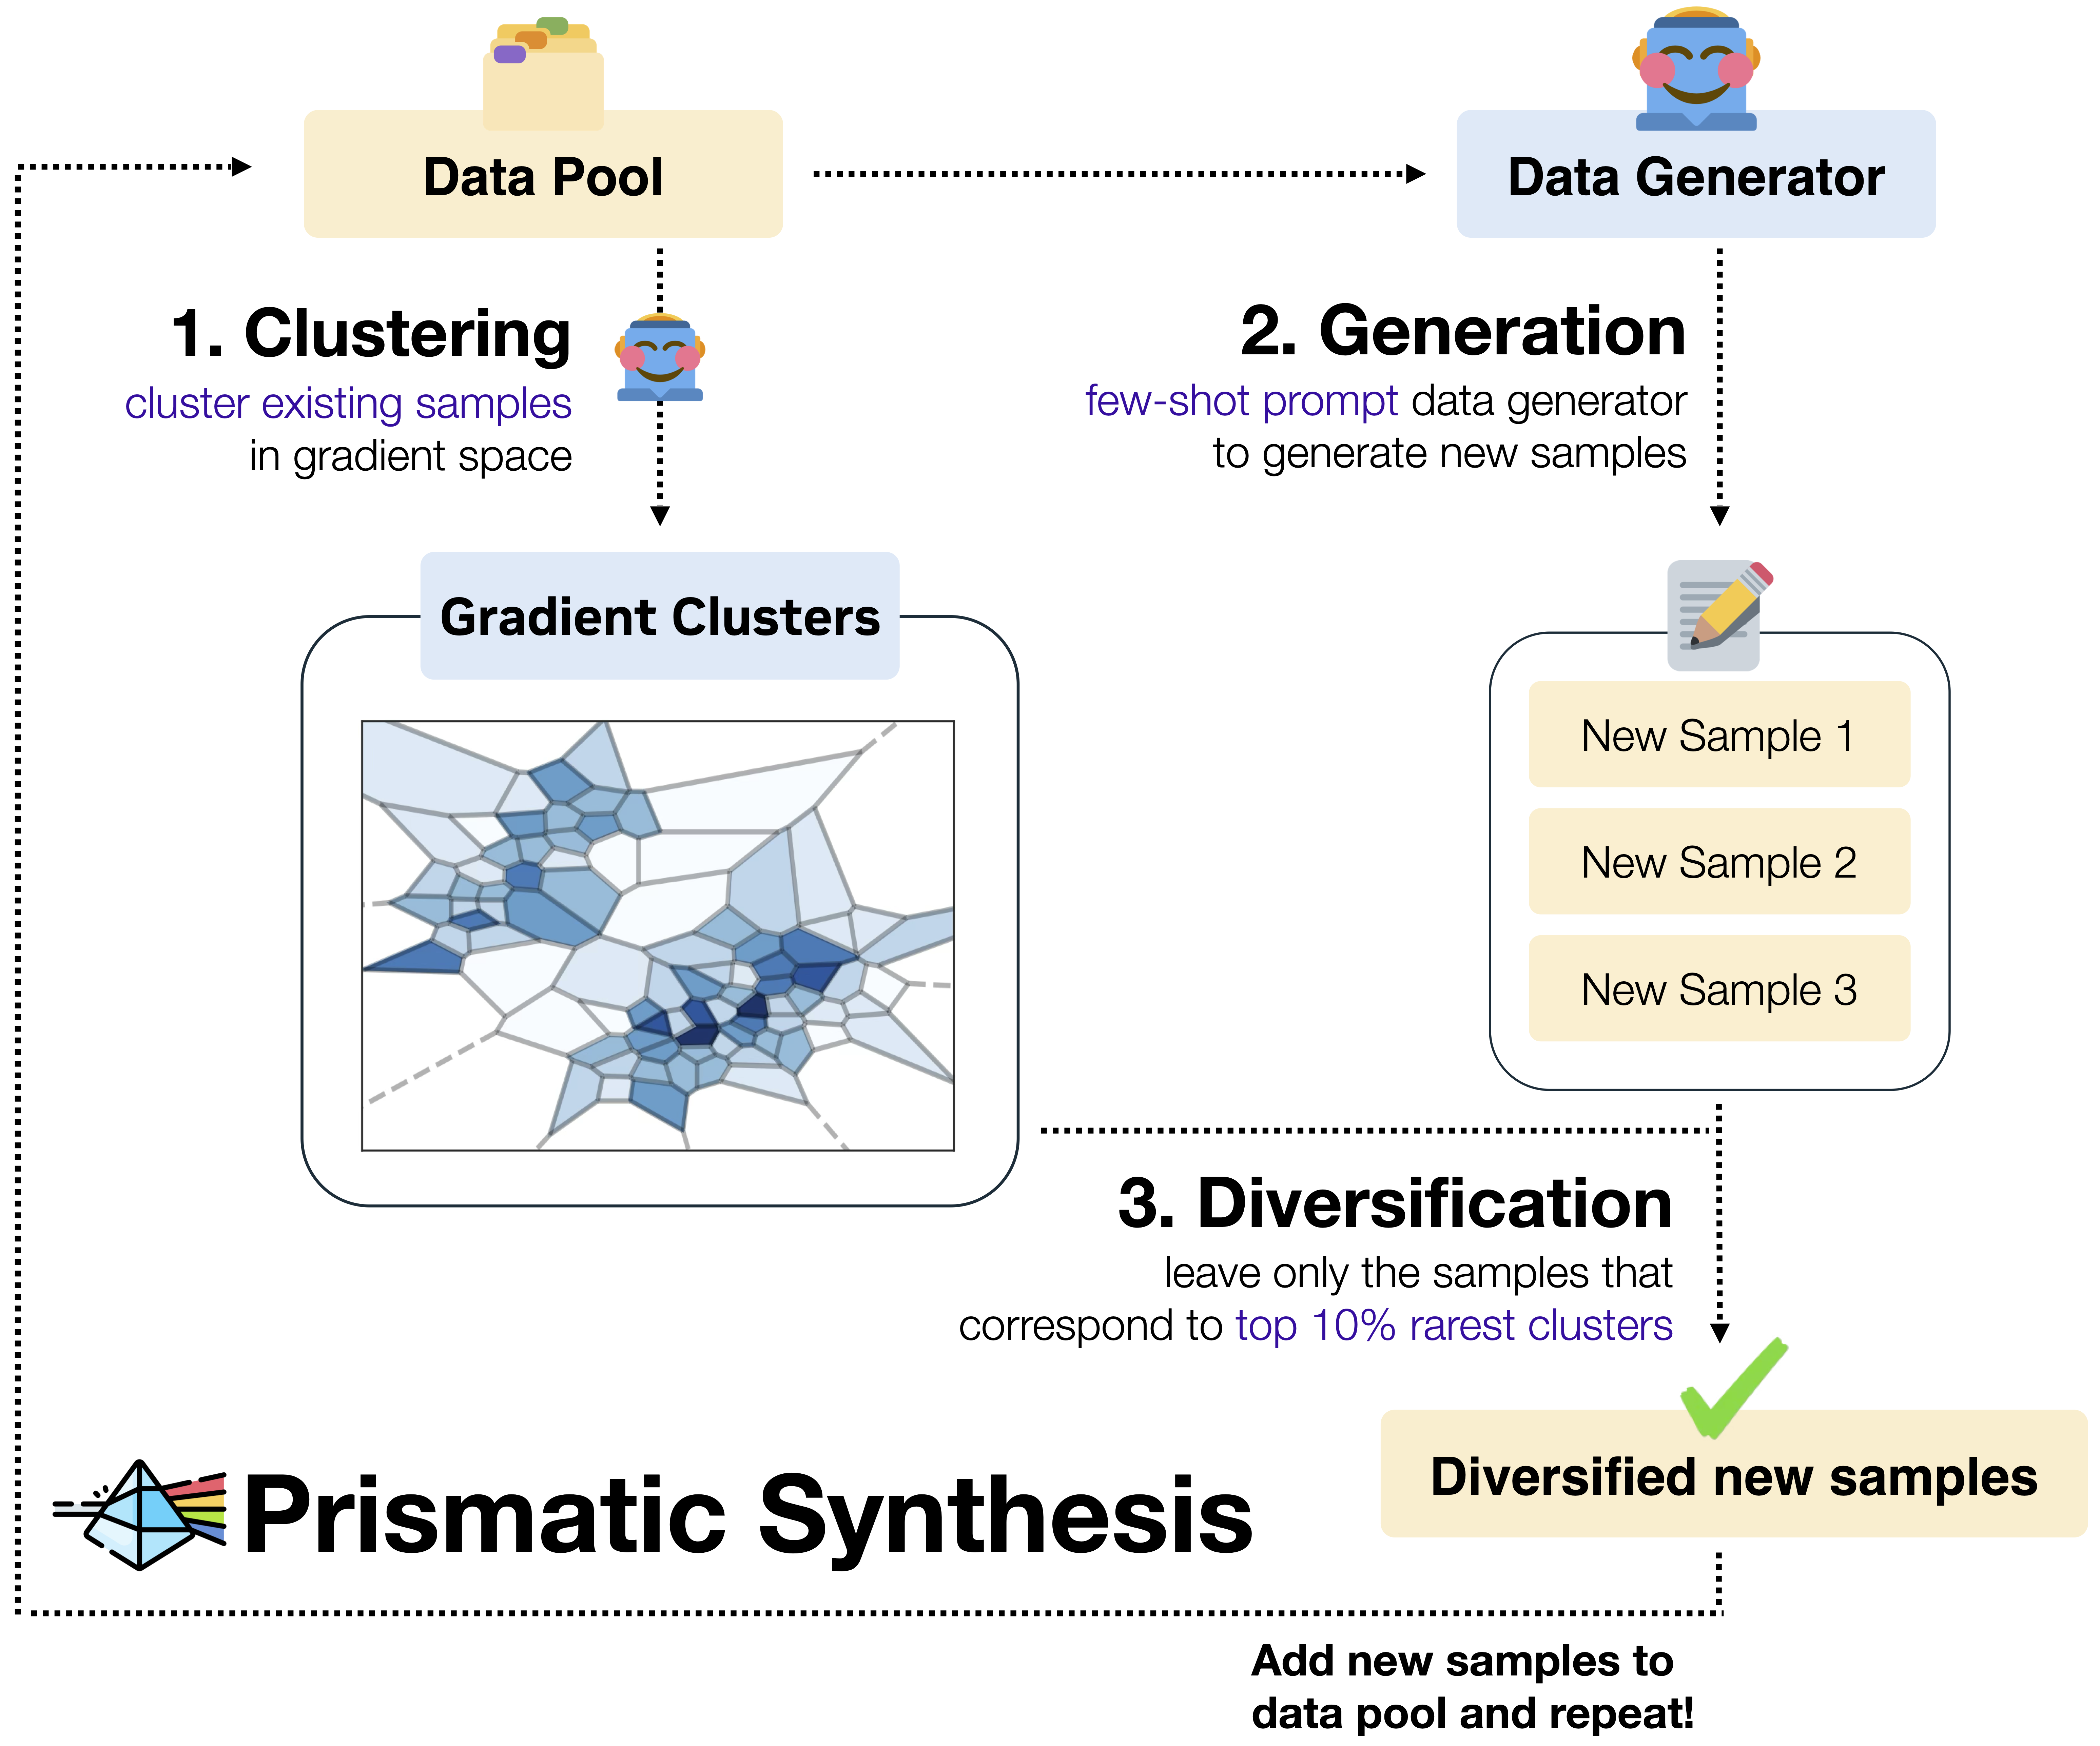 Data Pool
Data Generator
1. Clustering
cluster existing samples
in gradient space
2. Generation
few-shot prompt data generator
to generate new samples
Gradient Clusters
New Sample 1
New Sample 2
New Sample 3
3. Diversification
leave only the samples that
correspond to top 10% rarest clusters
Diversified new samples
Prismatic Synthesis
Add new samples to
data pool and repeat!